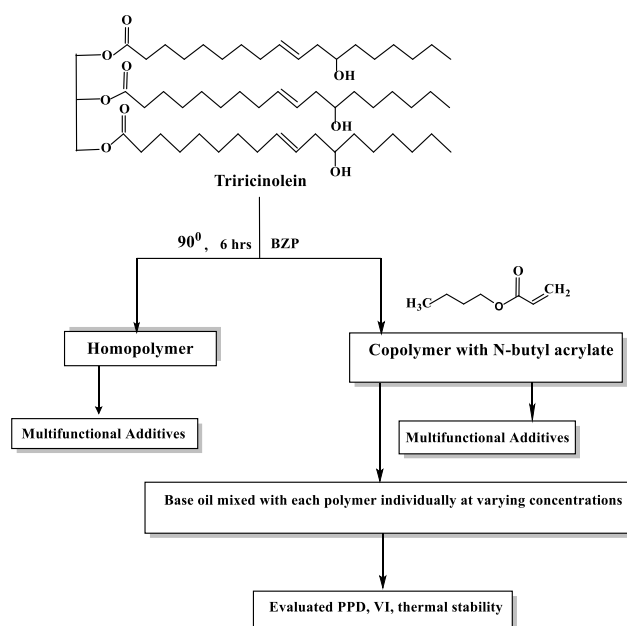 O
O
OH
O
O
OH
O
O
OH
Triricinolein
90⁰ , 6 hrs BZP
O
H₃C
O
CH₂
Homopolymer
Copolymer with N-butyl acrylate
Multifunctional Additives
Multifunctional Additives
Base oil mixed with each polymer individually at varying concentrations
Evaluated PPD, VI, thermal stability